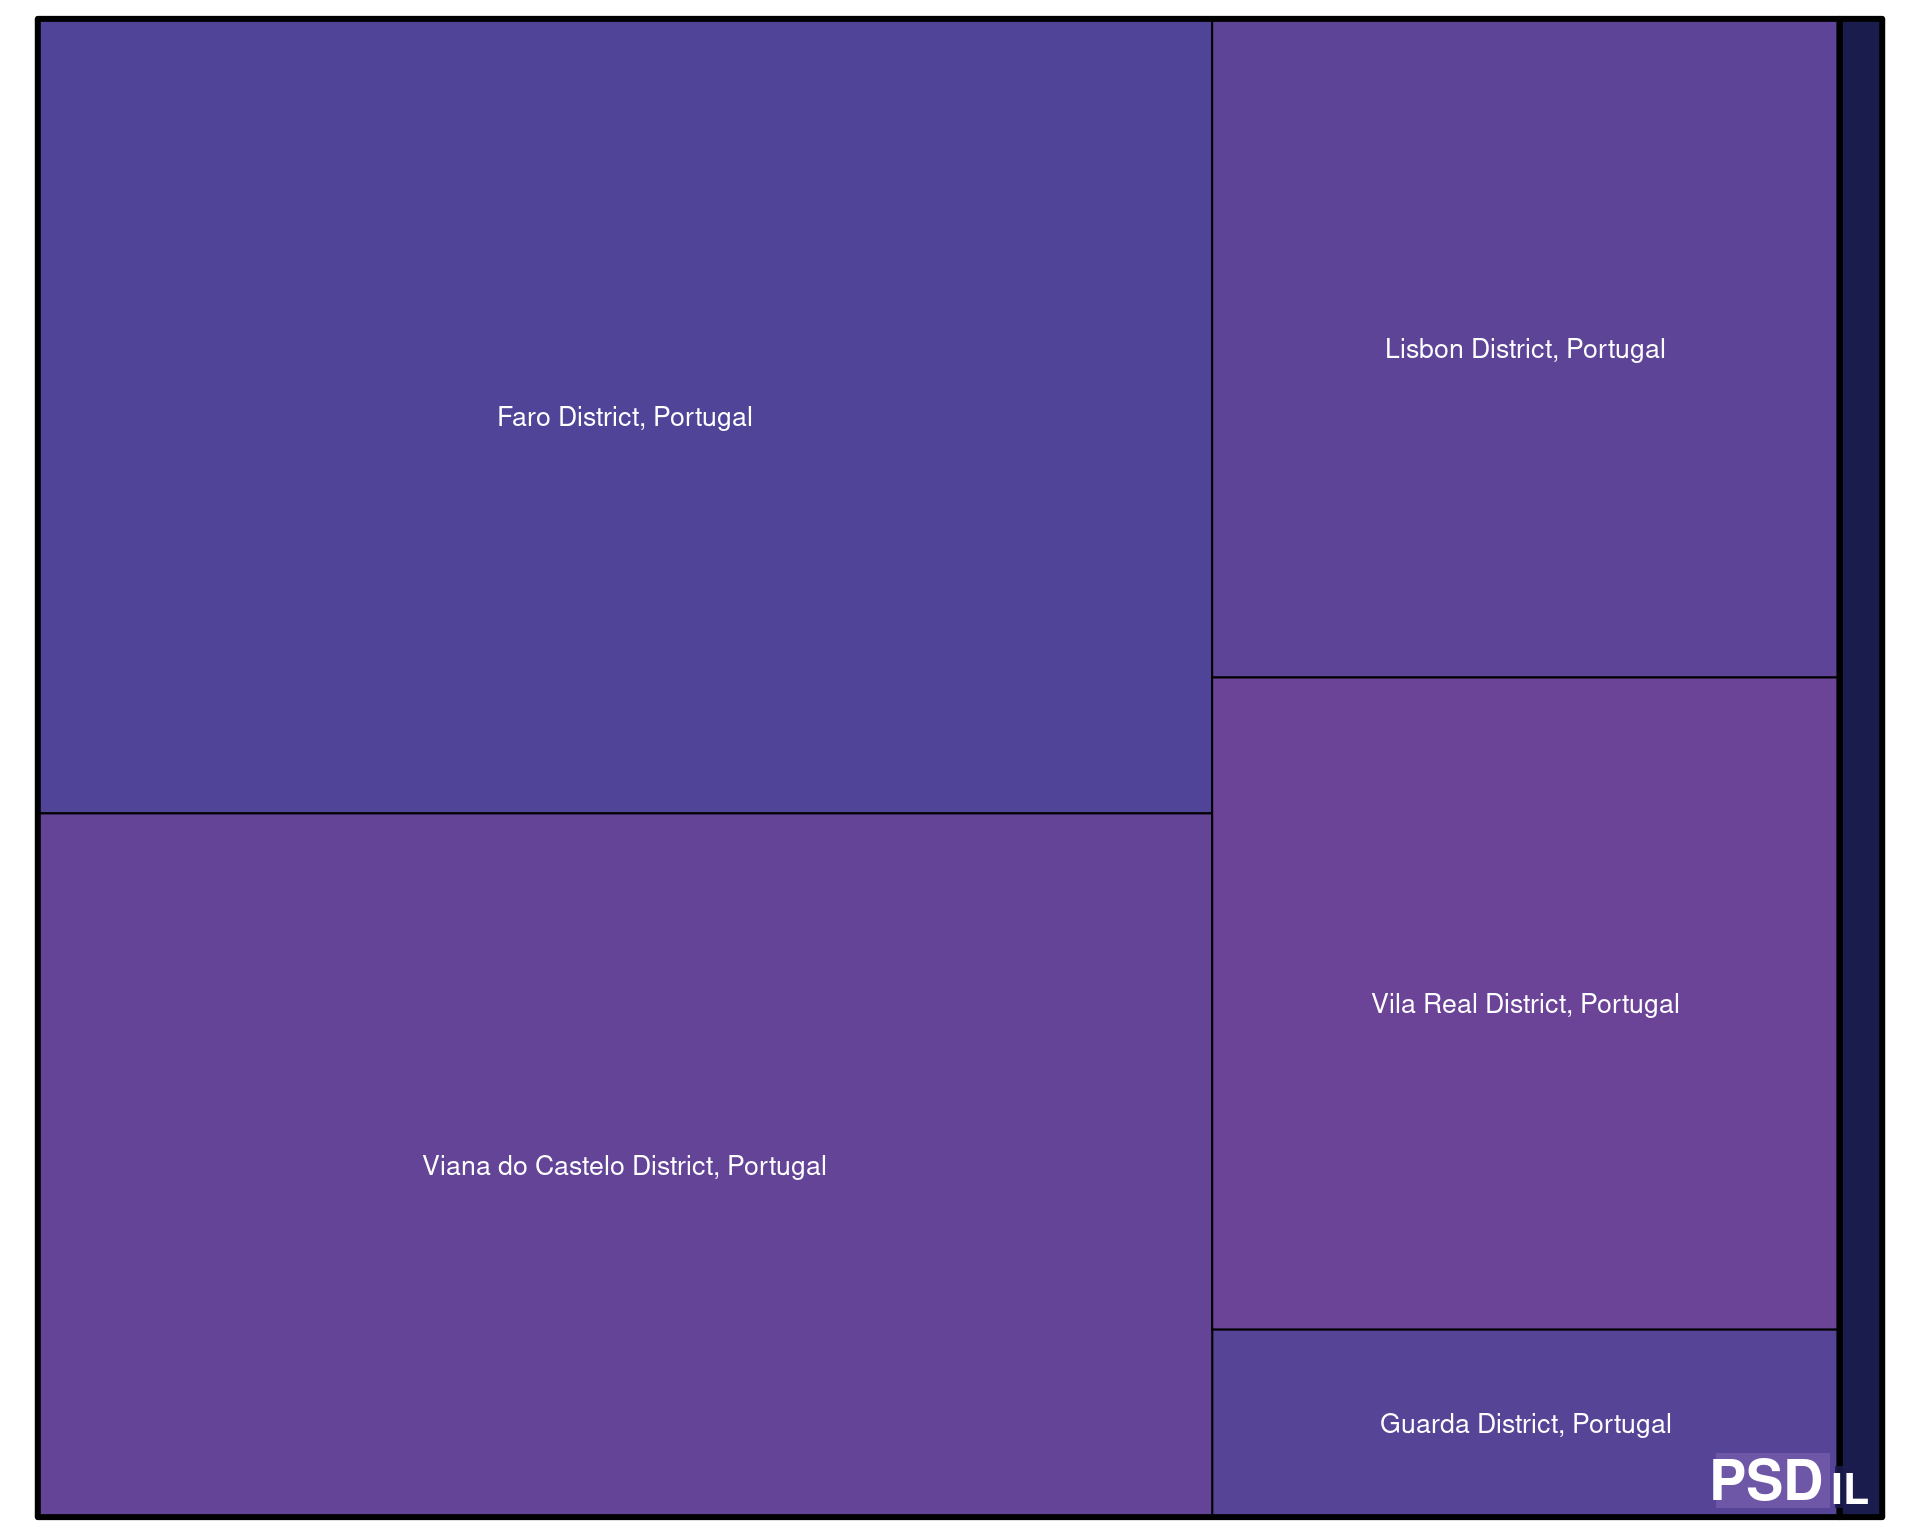 Faro District, Portugal
Lisbon District, Portugal
Viana do Castelo District, Portugal
Vila Real District, Portugal
Guarda District, Portugal
PSD
IL